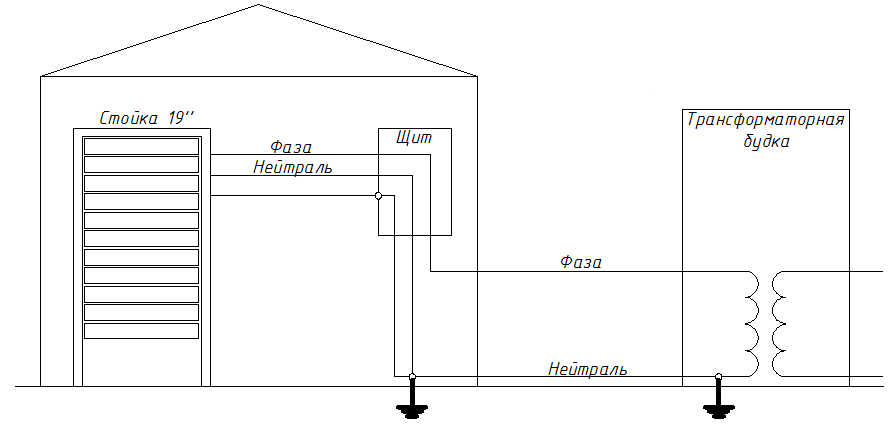 Стойка 19''
Щит
Трансформаторная
будка
Фаза
Нейтраль
Фаза
Нейтраль